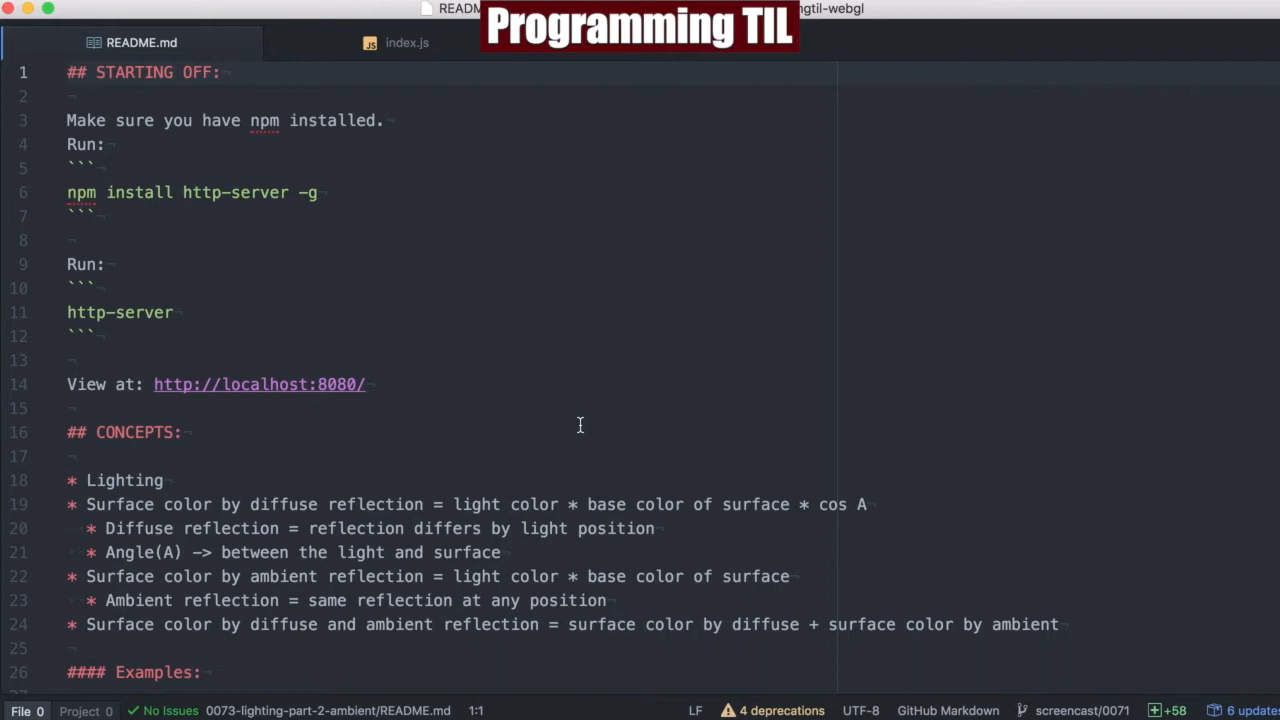 README.md
ngtil-webgl
Programming TIL
README.md
index.js
1 ## STARTING OFF:
2
3 Make sure you have npm installed.
4 Run:
5 ```
6 npm install http-server -g
7 ```
8
9 Run:
10 ```
11 http-server
12 ```
13
14 View at: http://localhost:8080/
15
16 ## CONCEPTS:
17
18 * Lighting
19 * Surface color by diffuse reflection = light color * base color of surface * cos A
20 * Diffuse reflection = reflection differs by light position
21 * Angle(A) -> between the light and surface
22 * Surface color by ambient reflection = light color * base color of surface
23 * Ambient reflection = same reflection at any position
24 * Surface color by diffuse and ambient reflection = surface color by diffuse + surface color by ambient
25
26 #### Examples:
File 0 Project 0 No Issues 0073-lighting-part-2-ambient/README.md 1:1 LF 4 deprecations UTF-8 GitHub Markdown screencast/0071 +58 6 update